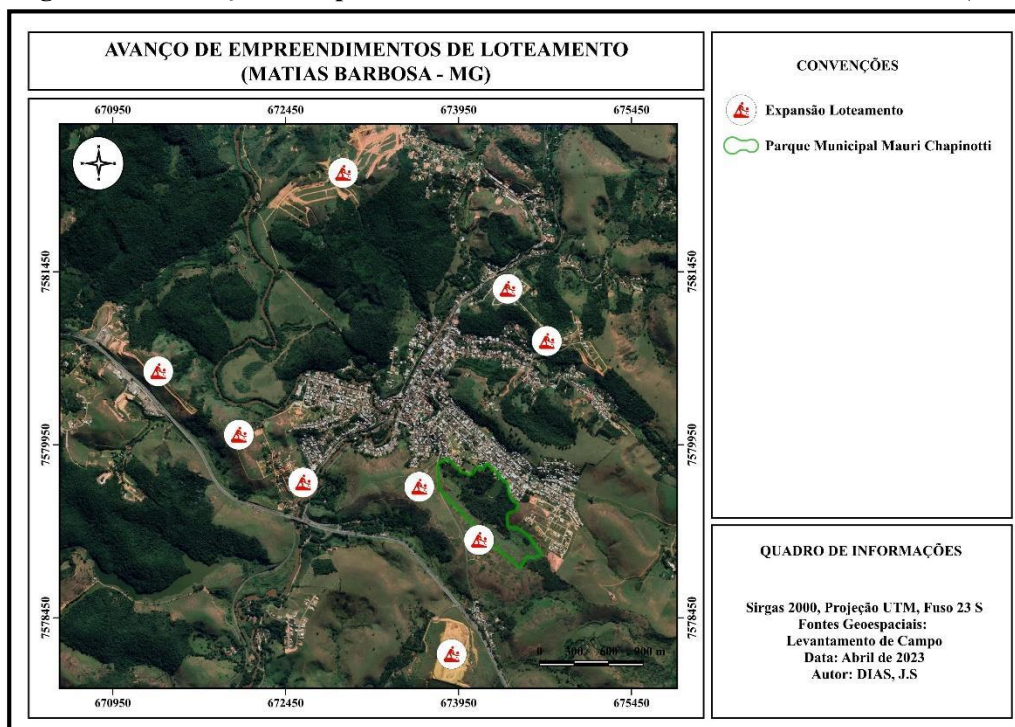 AVANÇO DE EMPREENDIMENTOS DE LOTEAMENTO
(MATIAS BARBOSA - MG)
670950 672450 673950 675450
7581450 7581450
7579950 7579950
7578450 7578450
0 300 600 900 m
670950 672450 673950 675450
CONVENÇÕES
Expansão Loteamento
Parque Municipal Mauri Chapinotti
QUADRO DE INFORMAÇÕES
Sirgas 2000, Projeção UTM, Fuso 23 S
Fontes Geoespaciais:
Levantamento de Campo
Data: Abril de 2023
Autor: DIAS, J.S